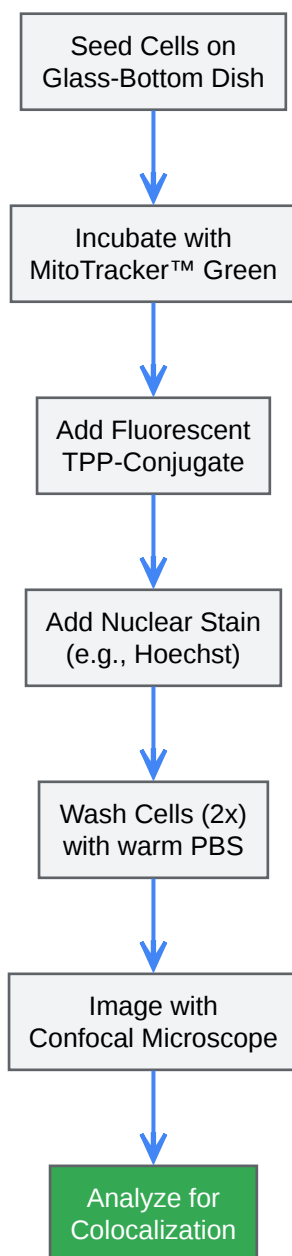 Seed Cells on
Glass-Bottom Dish
Incubate with
MitoTracker™ Green
Add Fluorescent
TPP-Conjugate
Add Nuclear Stain
(e.g., Hoechst)
Wash Cells (2x)
with warm PBS
Image with
Confocal Microscope
Analyze for
Colocalization